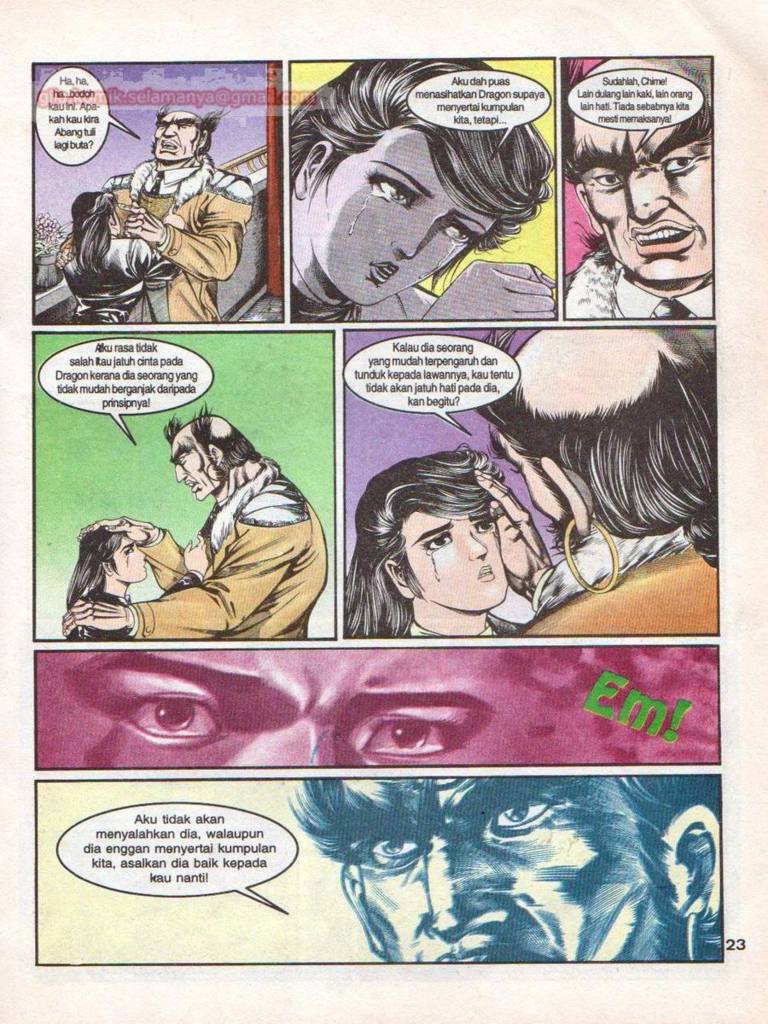 Ha, ha,
ha...bodoh
kau ini. Apa-
kah kau kira
Abang tuli
lagi buta?
mik.selamanya@gmail.com
Aku dah puas
menasihatkan Dragon supaya
menyertai kumpulan
kita, tetapi...
Sudahlah, Chime!
Lain dulang lain kaki, lain orang
lain hati. Tiada sebabnya kita
mesti memaksanya!
Aku rasa tidak
salah kau jatuh cinta pada
Dragon kerana dia seorang yang
tidak mudah berganjak daripada
prinsipnya!
Kalau dia seorang
yang mudah terpengaruh dan
tunduk kepada lawannya, kau tentu
tidak akan jatuh hati pada dia,
kan begitu?
Em!
Aku tidak akan
menyalahkan dia, walaupun
dia enggan menyertai kumpulan
kita, asalkan dia baik kepada
kau nanti!
23